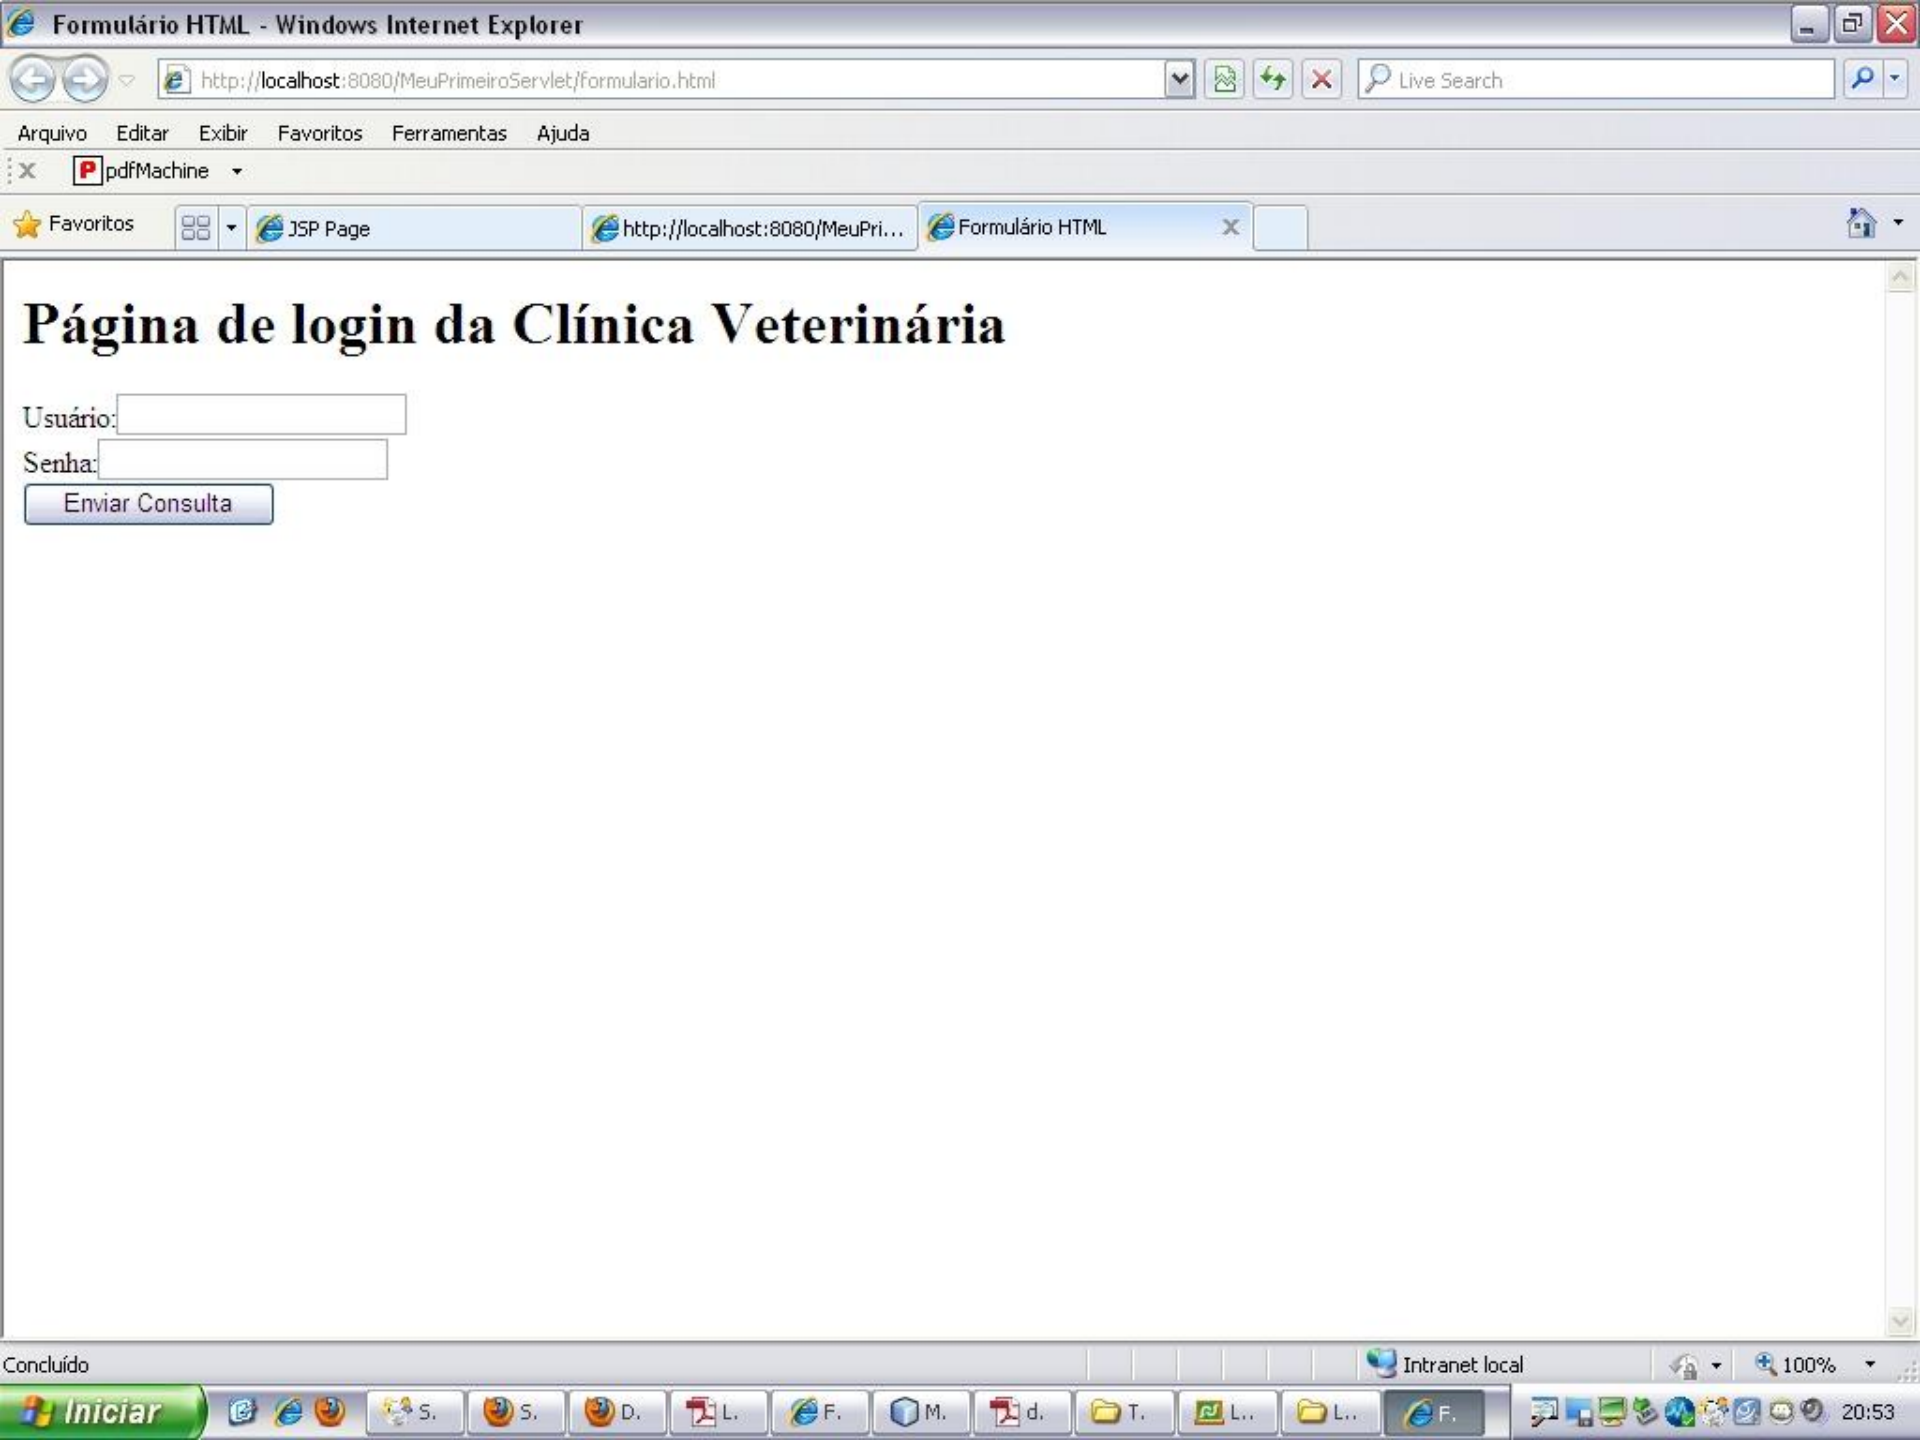 Formulário HTML - Windows Internet Explorer
http://localhost:8080/MeuPrimeiroServlet/formulario.html
Live Search
Arquivo Editar Exibir Favoritos Ferramentas Ajuda
X P pdfMachine
Favoritos JSP Page http://localhost:8080/MeuPri... Formulário HTML X
Página de login da Clínica Veterinária
Usuário:
Senha:
Enviar Consulta
Concluído Intranet local 100%
Iniciar S. S. D. L. F. M. d. T. L.. L.. F. 20:53